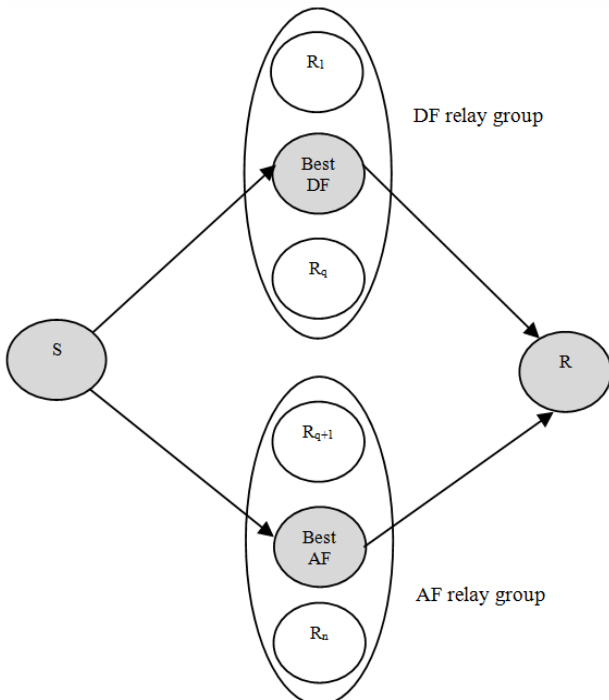 R1
DF relay group
Best
DF
Rq
S
R
Rq+1
Best
AF
AF relay group
Rn